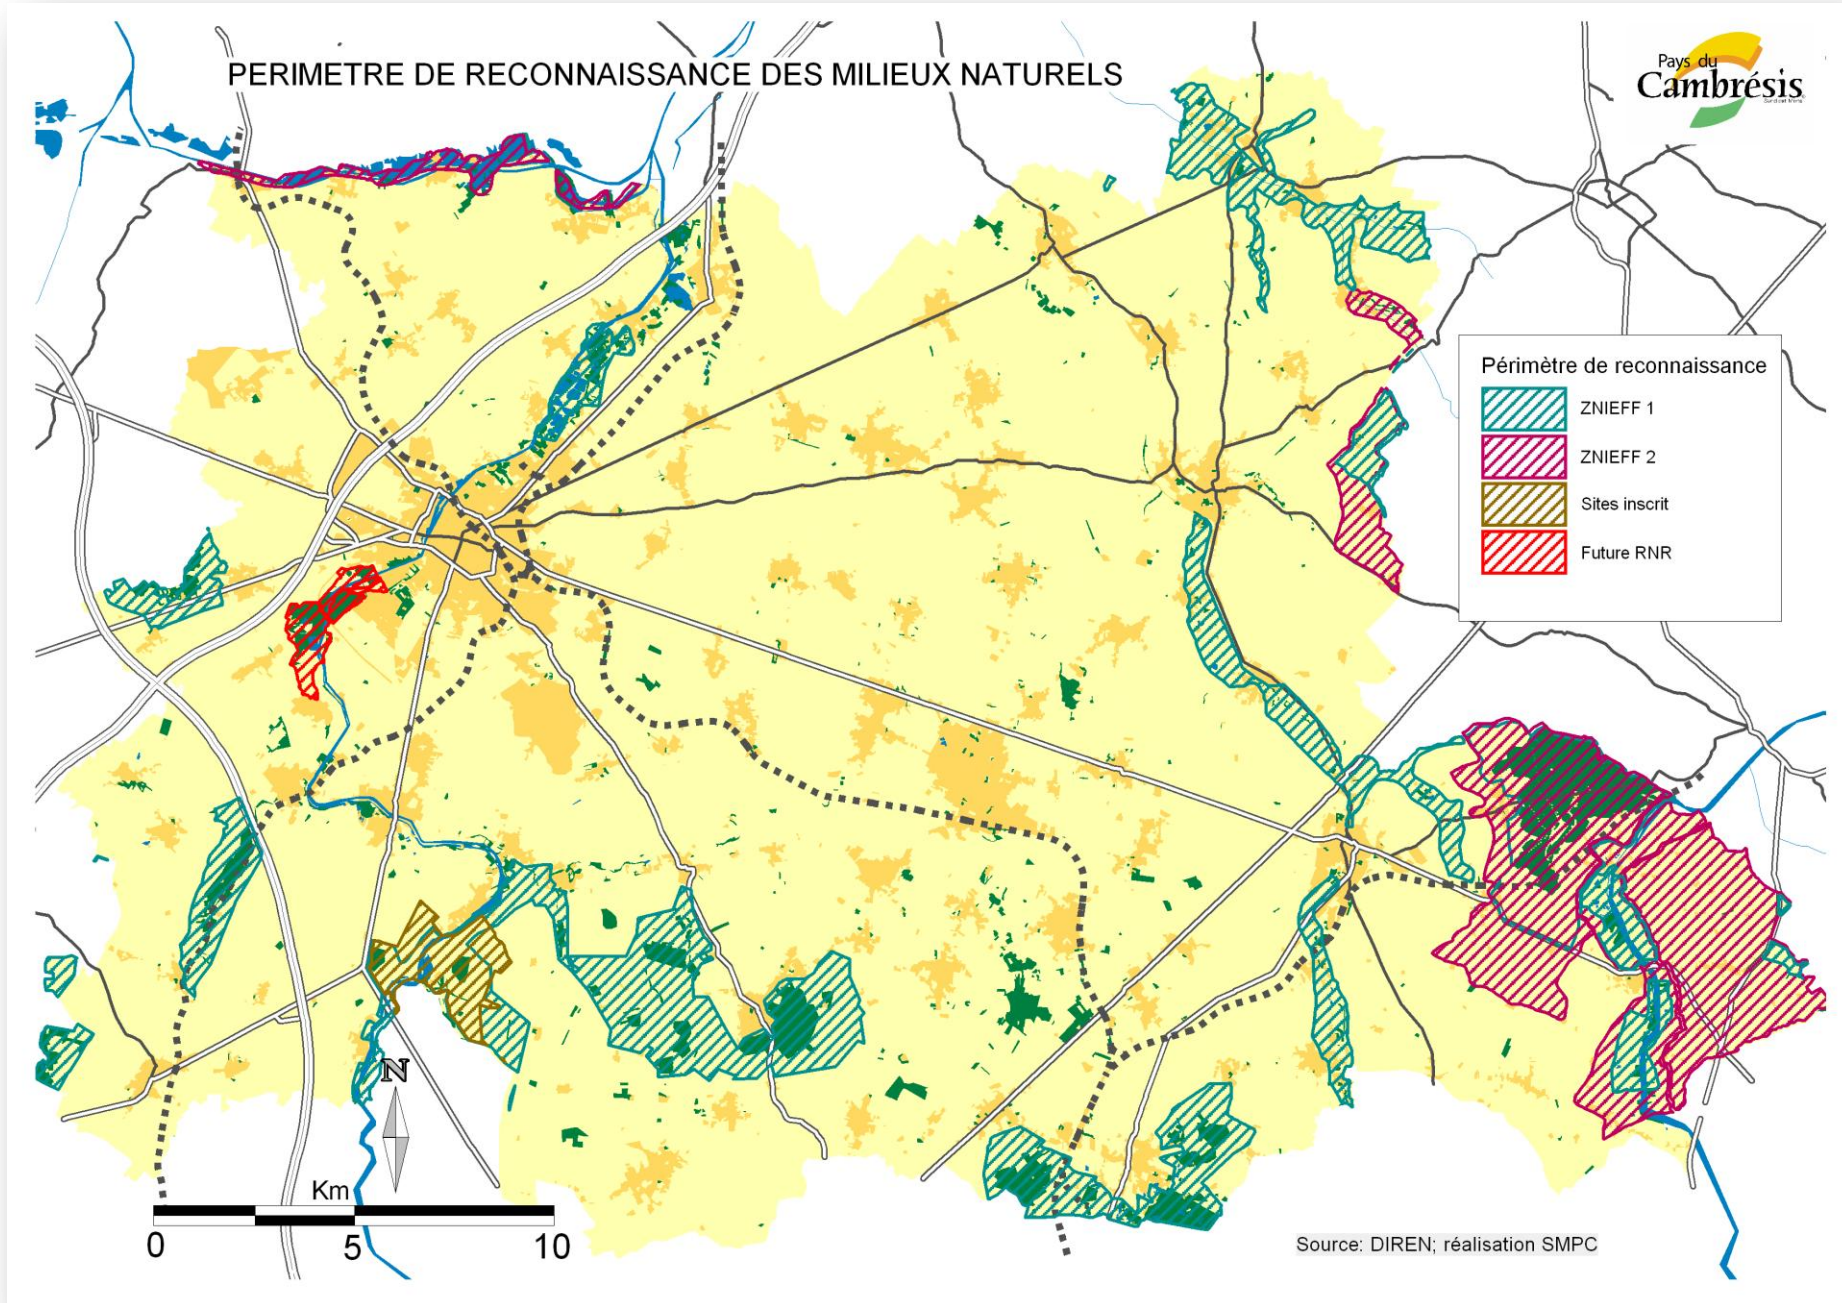 PERIMETRE DE RECONNAISSANCE DES MILIEUX NATURELS
Pays du
Cambrésis
Périmètre de reconnaissance
ZNIEFF 1
ZNIEFF 2
Sites inscrit
Future RNR
N
Km
0 5 10
Source: DIREN; réalisation SMPC